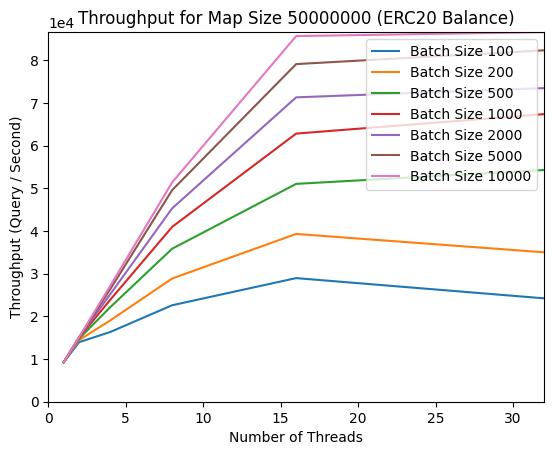 Throughput for Map Size 50000000 (ERC20 Balance)
1e4
Batch Size 100
Batch Size 200
Batch Size 500
Batch Size 1000
Batch Size 2000
Batch Size 5000
Batch Size 10000
Throughput (Query / Second)
8
7
6
5
4
3
2
1
0
0 5 10 15 20 25 30
Number of Threads